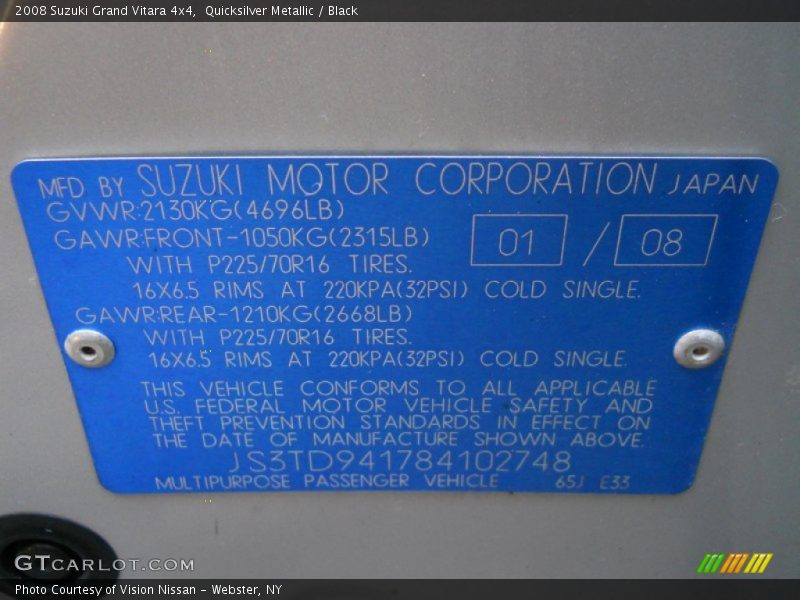 2008 Suzuki Grand Vitara 4x4,  Quicksilver Metallic / Black
MFD BY SUZUKI MOTOR CORPORATION JAPAN
GVWR:2130KG(4696LB)
GAWR:FRONT-1050KG(2315LB)
01 / 08
WITH P225/70R16 TIRES.
16X6.5 RIMS AT 220KPA(32PSI) COLD SINGLE.
GAWR:REAR-1210KG(2668LB)
WITH P225/70R16 TIRES.
16X6.5 RIMS AT 220KPA(32PSI) COLD SINGLE.
THIS VEHICLE CONFORMS TO ALL APPLICABLE
U.S. FEDERAL MOTOR VEHICLE SAFETY AND
THEFT PREVENTION STANDARDS IN EFFECT ON
THE DATE OF MANUFACTURE SHOWN ABOVE.
JS3TD941784102748
MULTIPURPOSE PASSENGER VEHICLE 65J E33
GTCARLOT.COM
Photo Courtesy of Vision Nissan - Webster, NY